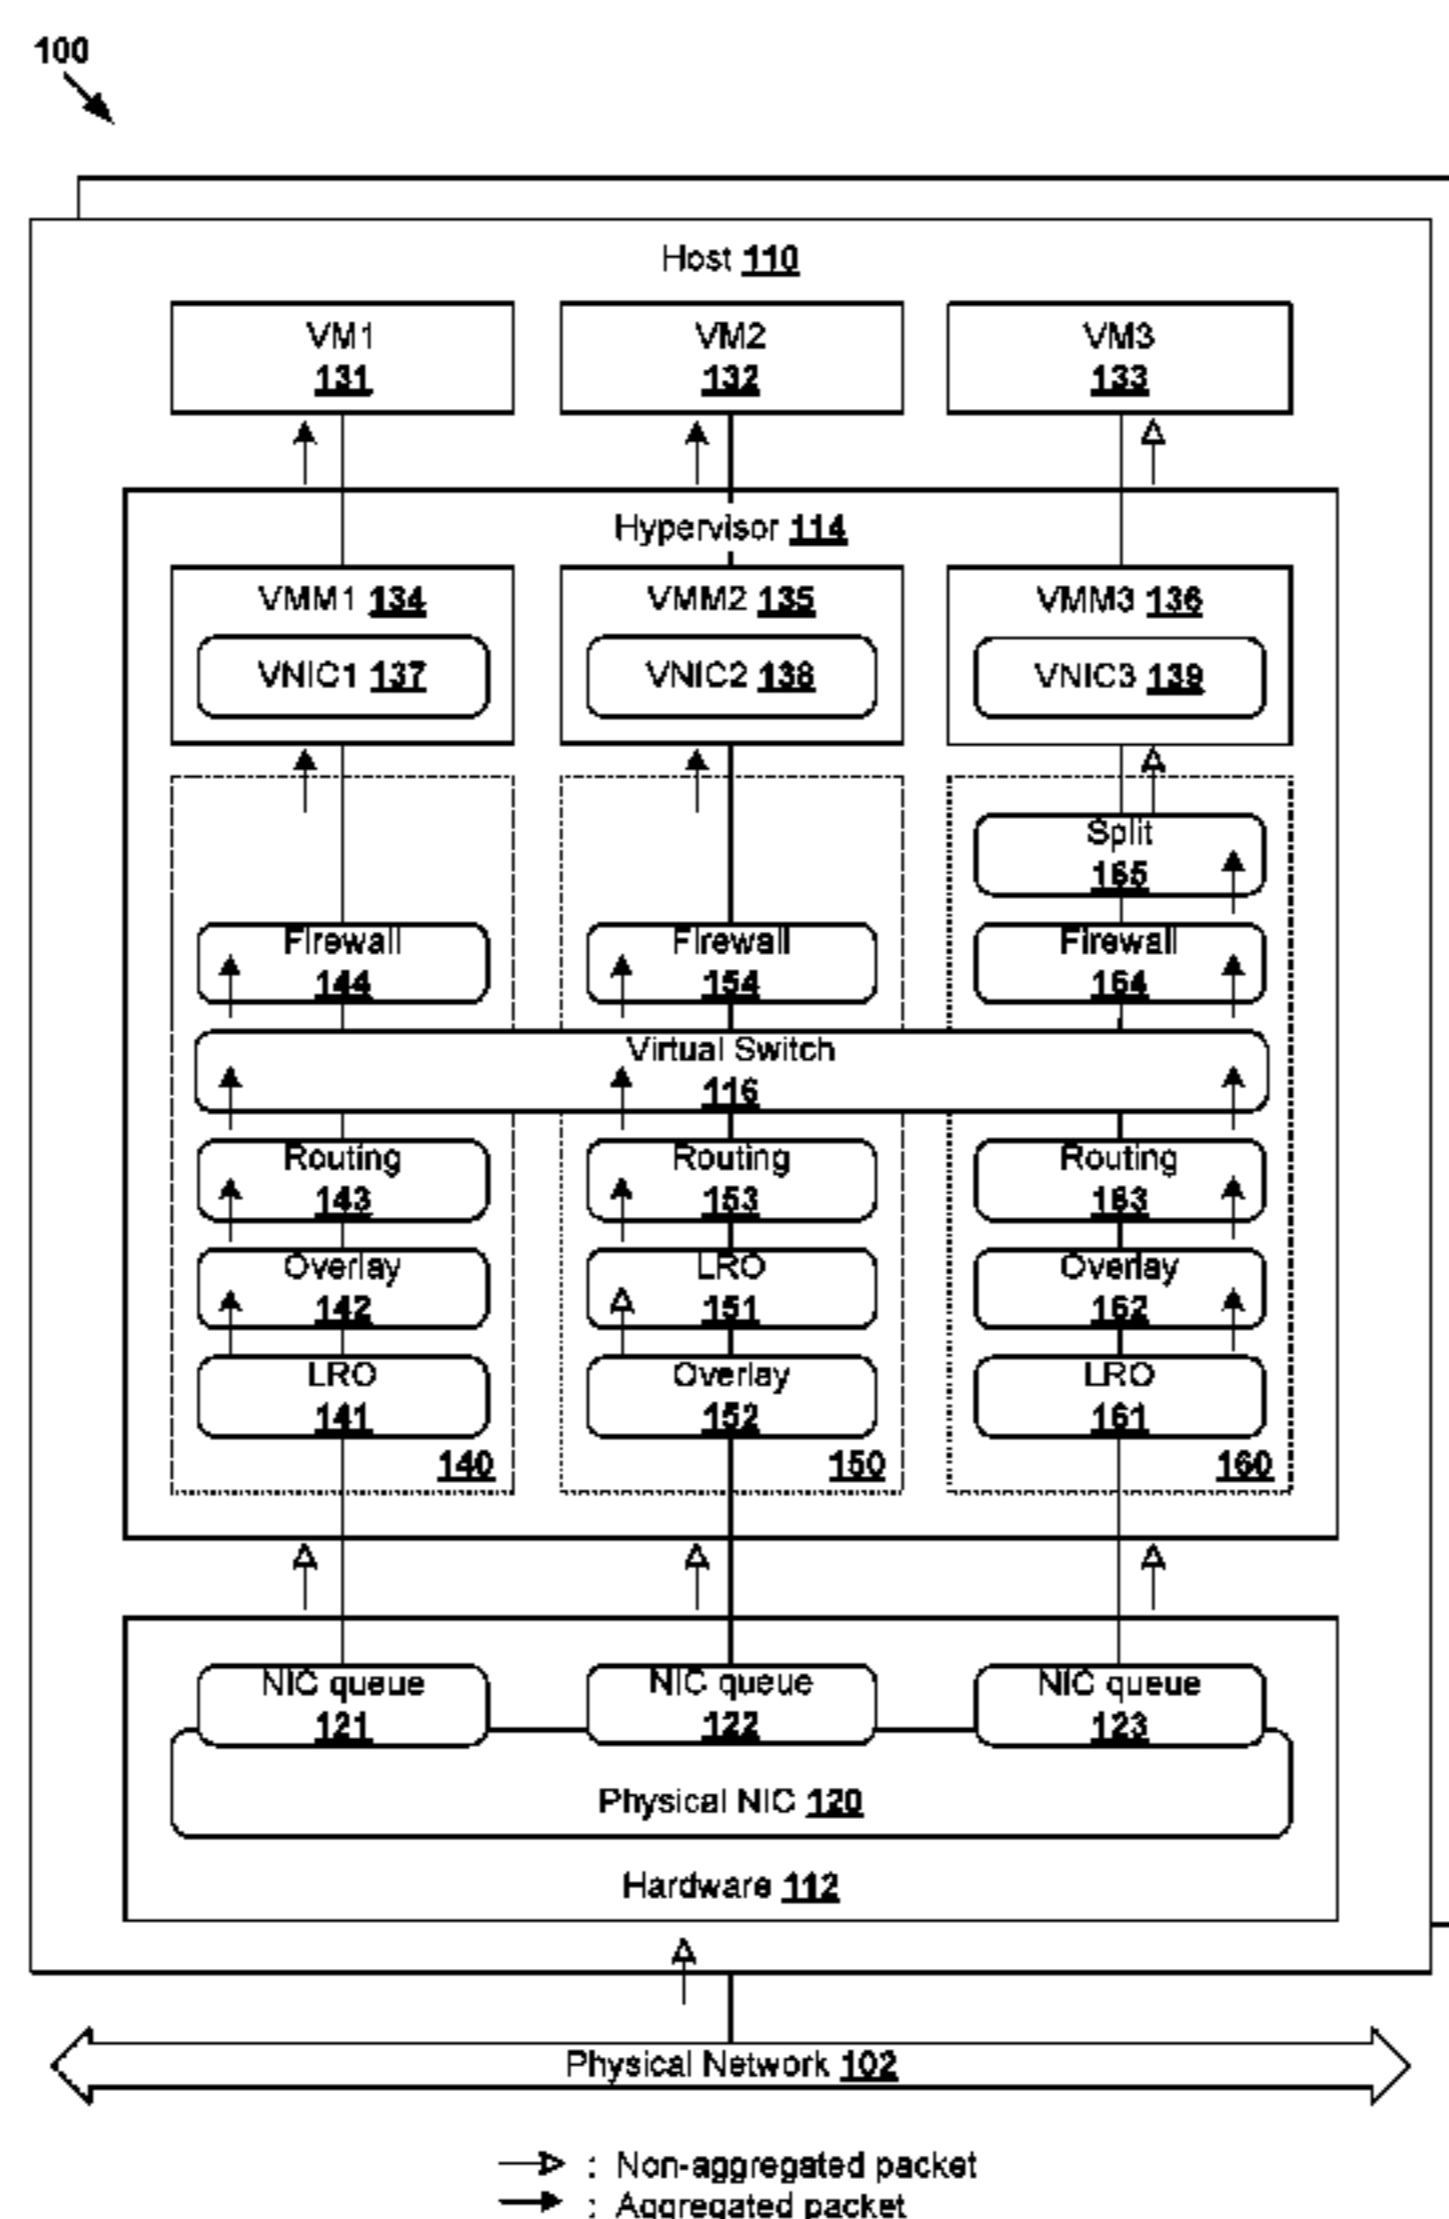 100
Host 110
VM1 VM2 VM3
131 132 133
Hypervisor 114
VMM1 134 VMM2 135 VMM3 136
VNIC1 137 VNIC2 138 VNIC3 139
Split
165
Firewall Firewall Firewall
144 154 164
Virtual Switch
116
Routing Routing Routing
143 153 163
Overlay LRO Overlay
142 151 162
LRO Overlay LRO
141 152 161
140 150 160
NIC queue NIC queue NIC queue
121 122 123
Physical NIC 120
Hardware 112
Physical Network 102
: Non-aggregated packet
: Aggregated packet